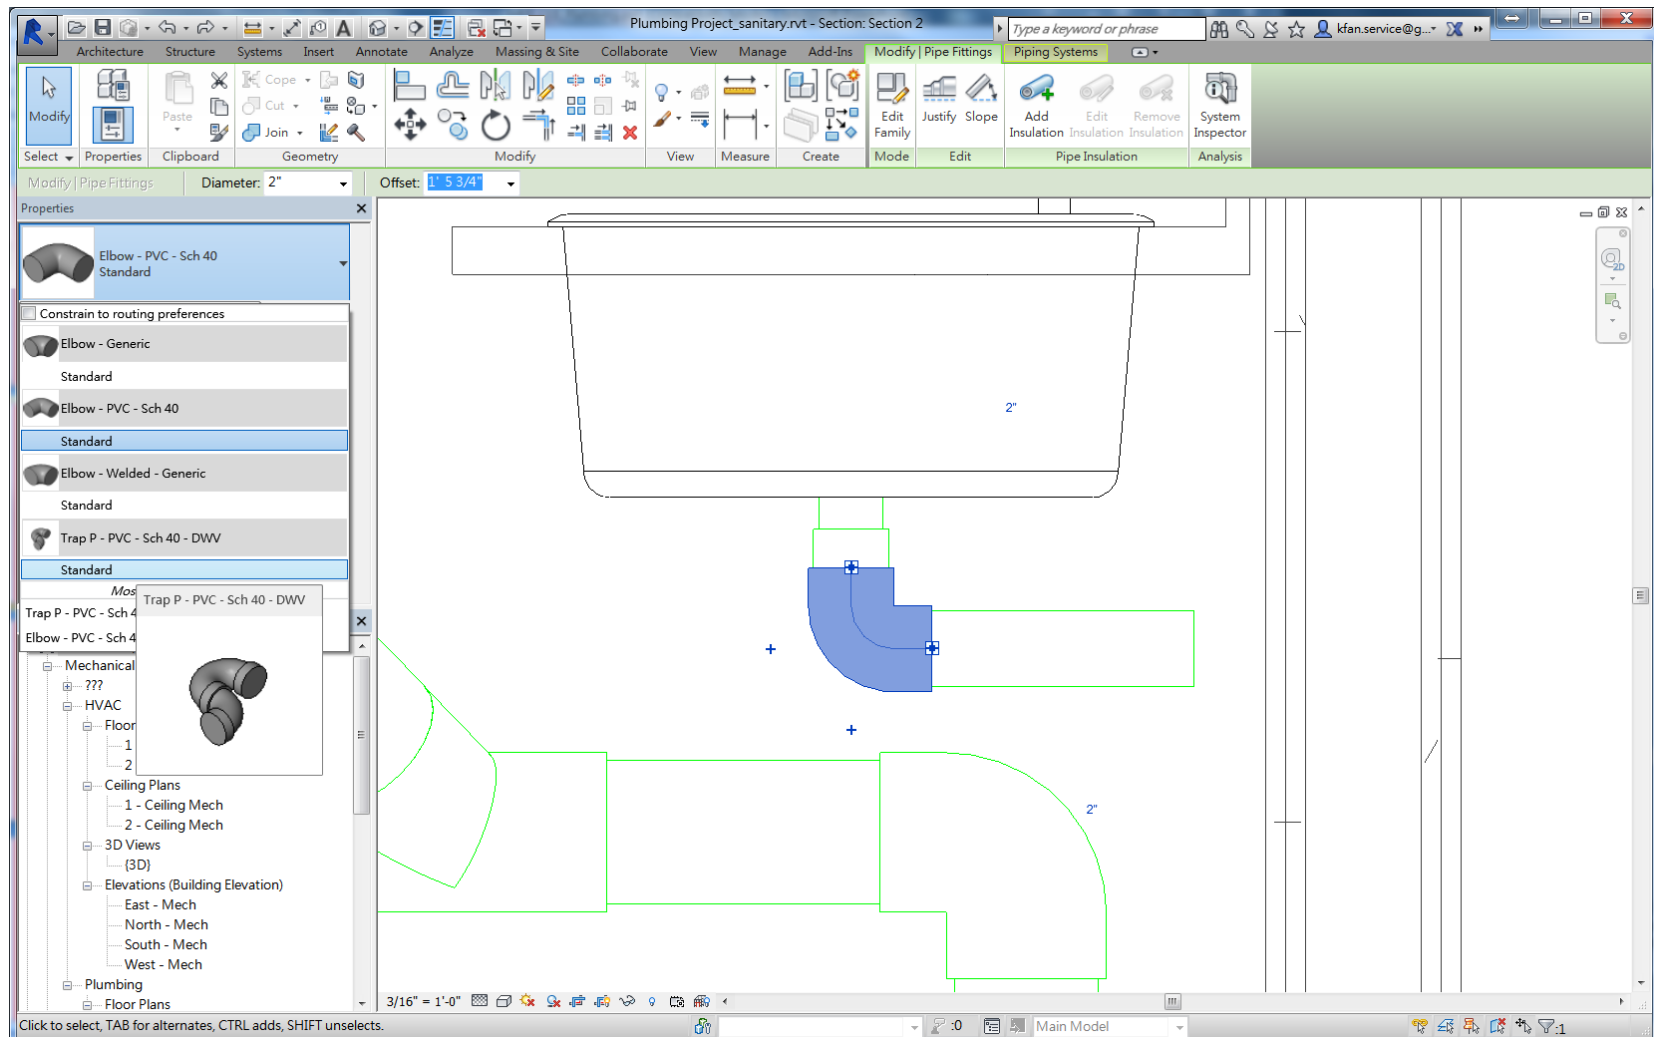 Plumbing Project_sanitary.rvt - Section: Section 2
Type a keyword or phrase
kfan.service@g...
Architecture Structure Systems Insert Annotate Analyze Massing & Site Collaborate View Manage Add-Ins Modify | Pipe Fittings Piping Systems
Modify
Paste
Cope
Cut
Join
Edit Family
Justify
Slope
Add Insulation
Edit Insulation
Remove Insulation
System Inspector
Select Properties Clipboard Geometry Modify View Measure Create Mode Edit Pipe Insulation Analysis
Modify | Pipe Fittings Diameter: 2" Offset: 1' 5 3/4"
Properties
Elbow - PVC - Sch 40
Standard
Constrain to routing preferences
Elbow - Generic
Standard
Elbow - PVC - Sch 40
Standard
Elbow - Welded - Generic
Standard
Trap P - PVC - Sch 40 - DWV
Standard
Mos
Trap P - PVC - Sch 4
Elbow - PVC - Sch 4
Trap P - PVC - Sch 40 - DWV
Mechanical
???
HVAC
Floor
1
2
Ceiling Plans
1 - Ceiling Mech
2 - Ceiling Mech
3D Views
{3D}
Elevations (Building Elevation)
East - Mech
North - Mech
South - Mech
West - Mech
Plumbing
Floor Plans
2"
2"
2D
3/16" = 1'-0"
Click to select, TAB for alternates, CTRL adds, SHIFT unselects.
:0
Main Model
:1